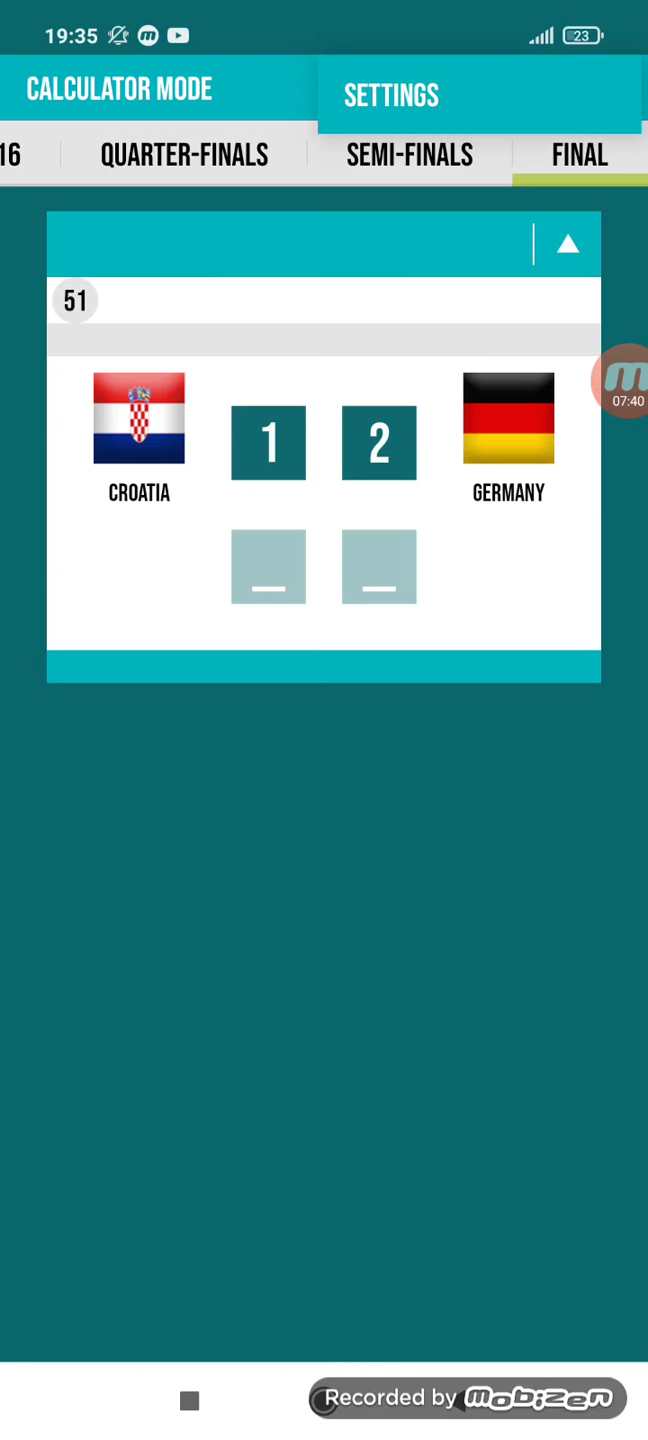 19:35
23
CALCULATOR MODE
SETTINGS
16
QUARTER-FINALS
SEMI-FINALS
FINAL
51
07:40
1 2
CROATIA
GERMANY
_ _
Recorded by mobizen